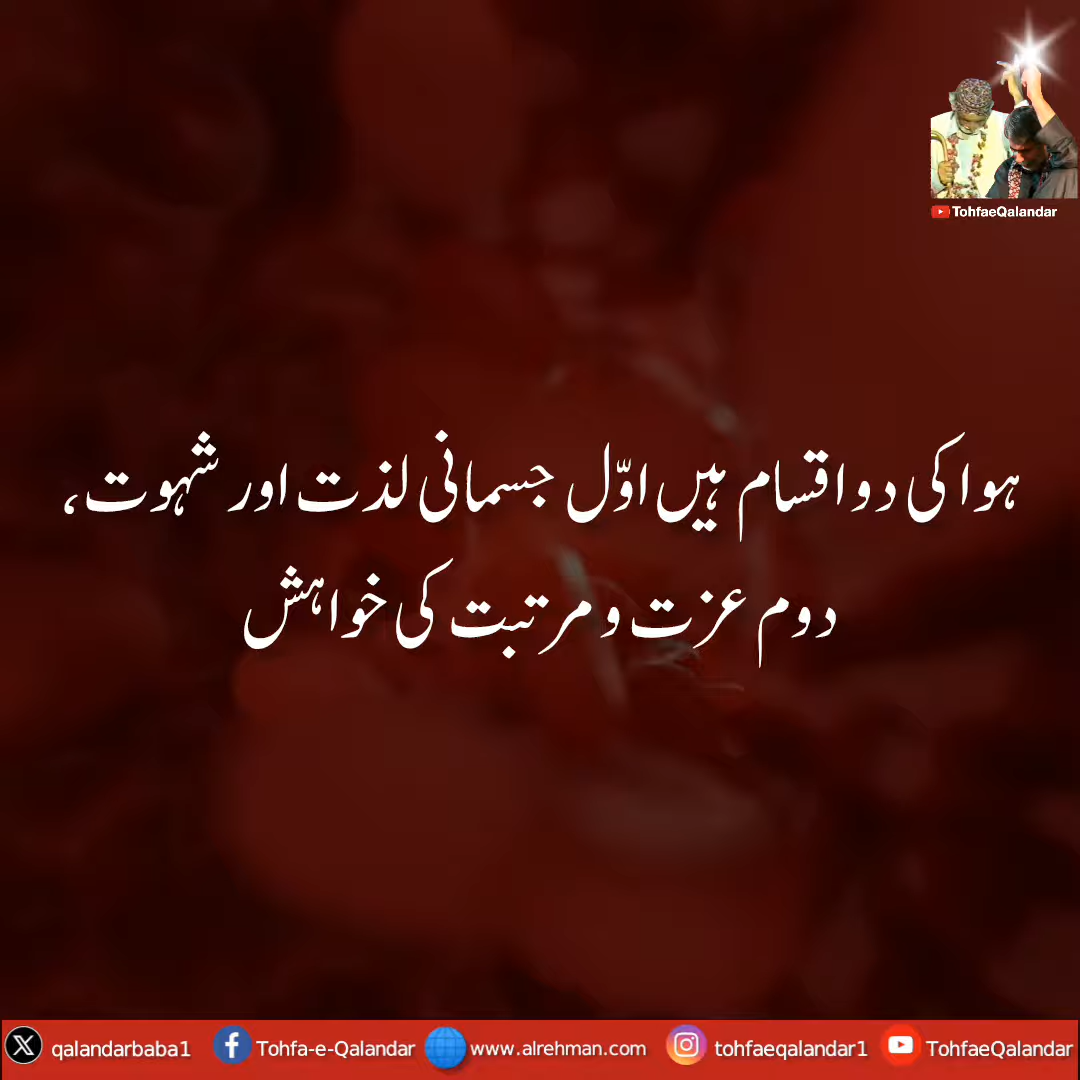 TohfaeQalandar
ہوا کی دو اقسام ہیں اوّل جسمانی لذت اور شہوت،
دوم عزت و مرتبت کی خواہش
qalandarbaba1 Tohfa-e-Qalandar www.alrehman.com tohfaeqalandar1 TohfaeQalandar